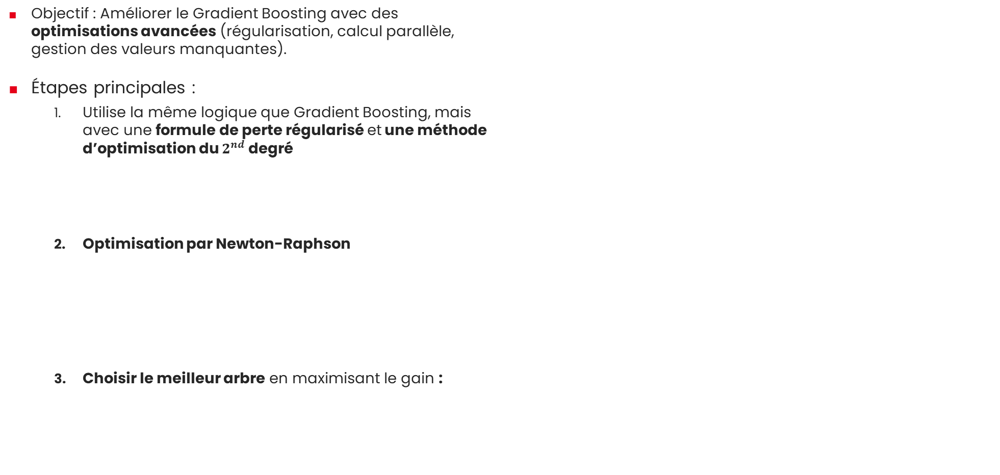 Objectif : Améliorer le Gradient Boosting avec des
optimisations avancées (régularisation, calcul parallèle,
gestion des valeurs manquantes).
Étapes principales :
1. Utilise la même logique que Gradient Boosting, mais
avec une formule de perte régularisé et une méthode
d’optimisation du 2ⁿᵈ degré
2. Optimisation par Newton-Raphson
3. Choisir le meilleur arbre en maximisant le gain :